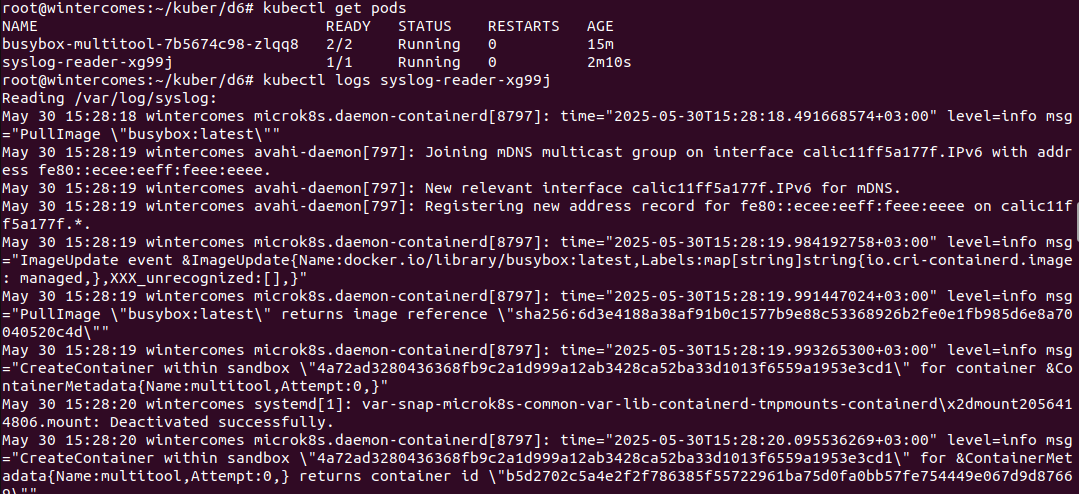 root@wintercomes:~/kuber/d6# kubectl get pods
NAME                                READY   STATUS    RESTARTS   AGE
busybox-multitool-7b5674c98-zlqq8   2/2     Running   0          15m
syslog-reader-xg99j                 1/1     Running   0          2m10s
root@wintercomes:~/kuber/d6# kubectl logs syslog-reader-xg99j
Reading /var/log/syslog:
May 30 15:28:18 wintercomes microk8s.daemon-containerd[8797]: time="2025-05-30T15:28:18.491668574+03:00" level=info msg
="PullImage \"busybox:latest\""
May 30 15:28:19 wintercomes avahi-daemon[797]: Joining mDNS multicast group on interface calic11ff5a177f.IPv6 with addr
ess fe80::ecee:eeff:feee:eeee.
May 30 15:28:19 wintercomes avahi-daemon[797]: New relevant interface calic11ff5a177f.IPv6 for mDNS.
May 30 15:28:19 wintercomes avahi-daemon[797]: Registering new address record for fe80::ecee:eeff:feee:eeee on calic11f
f5a177f.*.
May 30 15:28:19 wintercomes microk8s.daemon-containerd[8797]: time="2025-05-30T15:28:19.984192758+03:00" level=info msg
="ImageUpdate event &ImageUpdate{Name:docker.io/library/busybox:latest,Labels:map[string]string{io.cri-containerd.image
: managed,},XXX_unrecognized:[],}"
May 30 15:28:19 wintercomes microk8s.daemon-containerd[8797]: time="2025-05-30T15:28:19.991447024+03:00" level=info msg
="PullImage \"busybox:latest\" returns image reference \"sha256:6d3e4188a38af91b0c1577b9e88c53368926b2fe0e1fb985d6e8a70
040520c4d\""
May 30 15:28:19 wintercomes microk8s.daemon-containerd[8797]: time="2025-05-30T15:28:19.993265300+03:00" level=info msg
="CreateContainer within sandbox \"4a72ad3280436368fb9c2a1d999a12ab3428ca52ba33d1013f6559a1953e3cd1\" for container &Co
ntainerMetadata{Name:multitool,Attempt:0,}"
May 30 15:28:20 wintercomes systemd[1]: var-snap-microk8s-common-var-lib-containerd-tmpmounts-containerd\x2dmount205641
4806.mount: Deactivated successfully.
May 30 15:28:20 wintercomes microk8s.daemon-containerd[8797]: time="2025-05-30T15:28:20.095536269+03:00" level=info msg
="CreateContainer within sandbox \"4a72ad3280436368fb9c2a1d999a12ab3428ca52ba33d1013f6559a1953e3cd1\" for &ContainerMet
adata{Name:multitool,Attempt:0,} returns container id \"b5d2702c5a4e2f2f786385f55722961ba75d0fa0bb57fe754449e067d9d8766
9\""